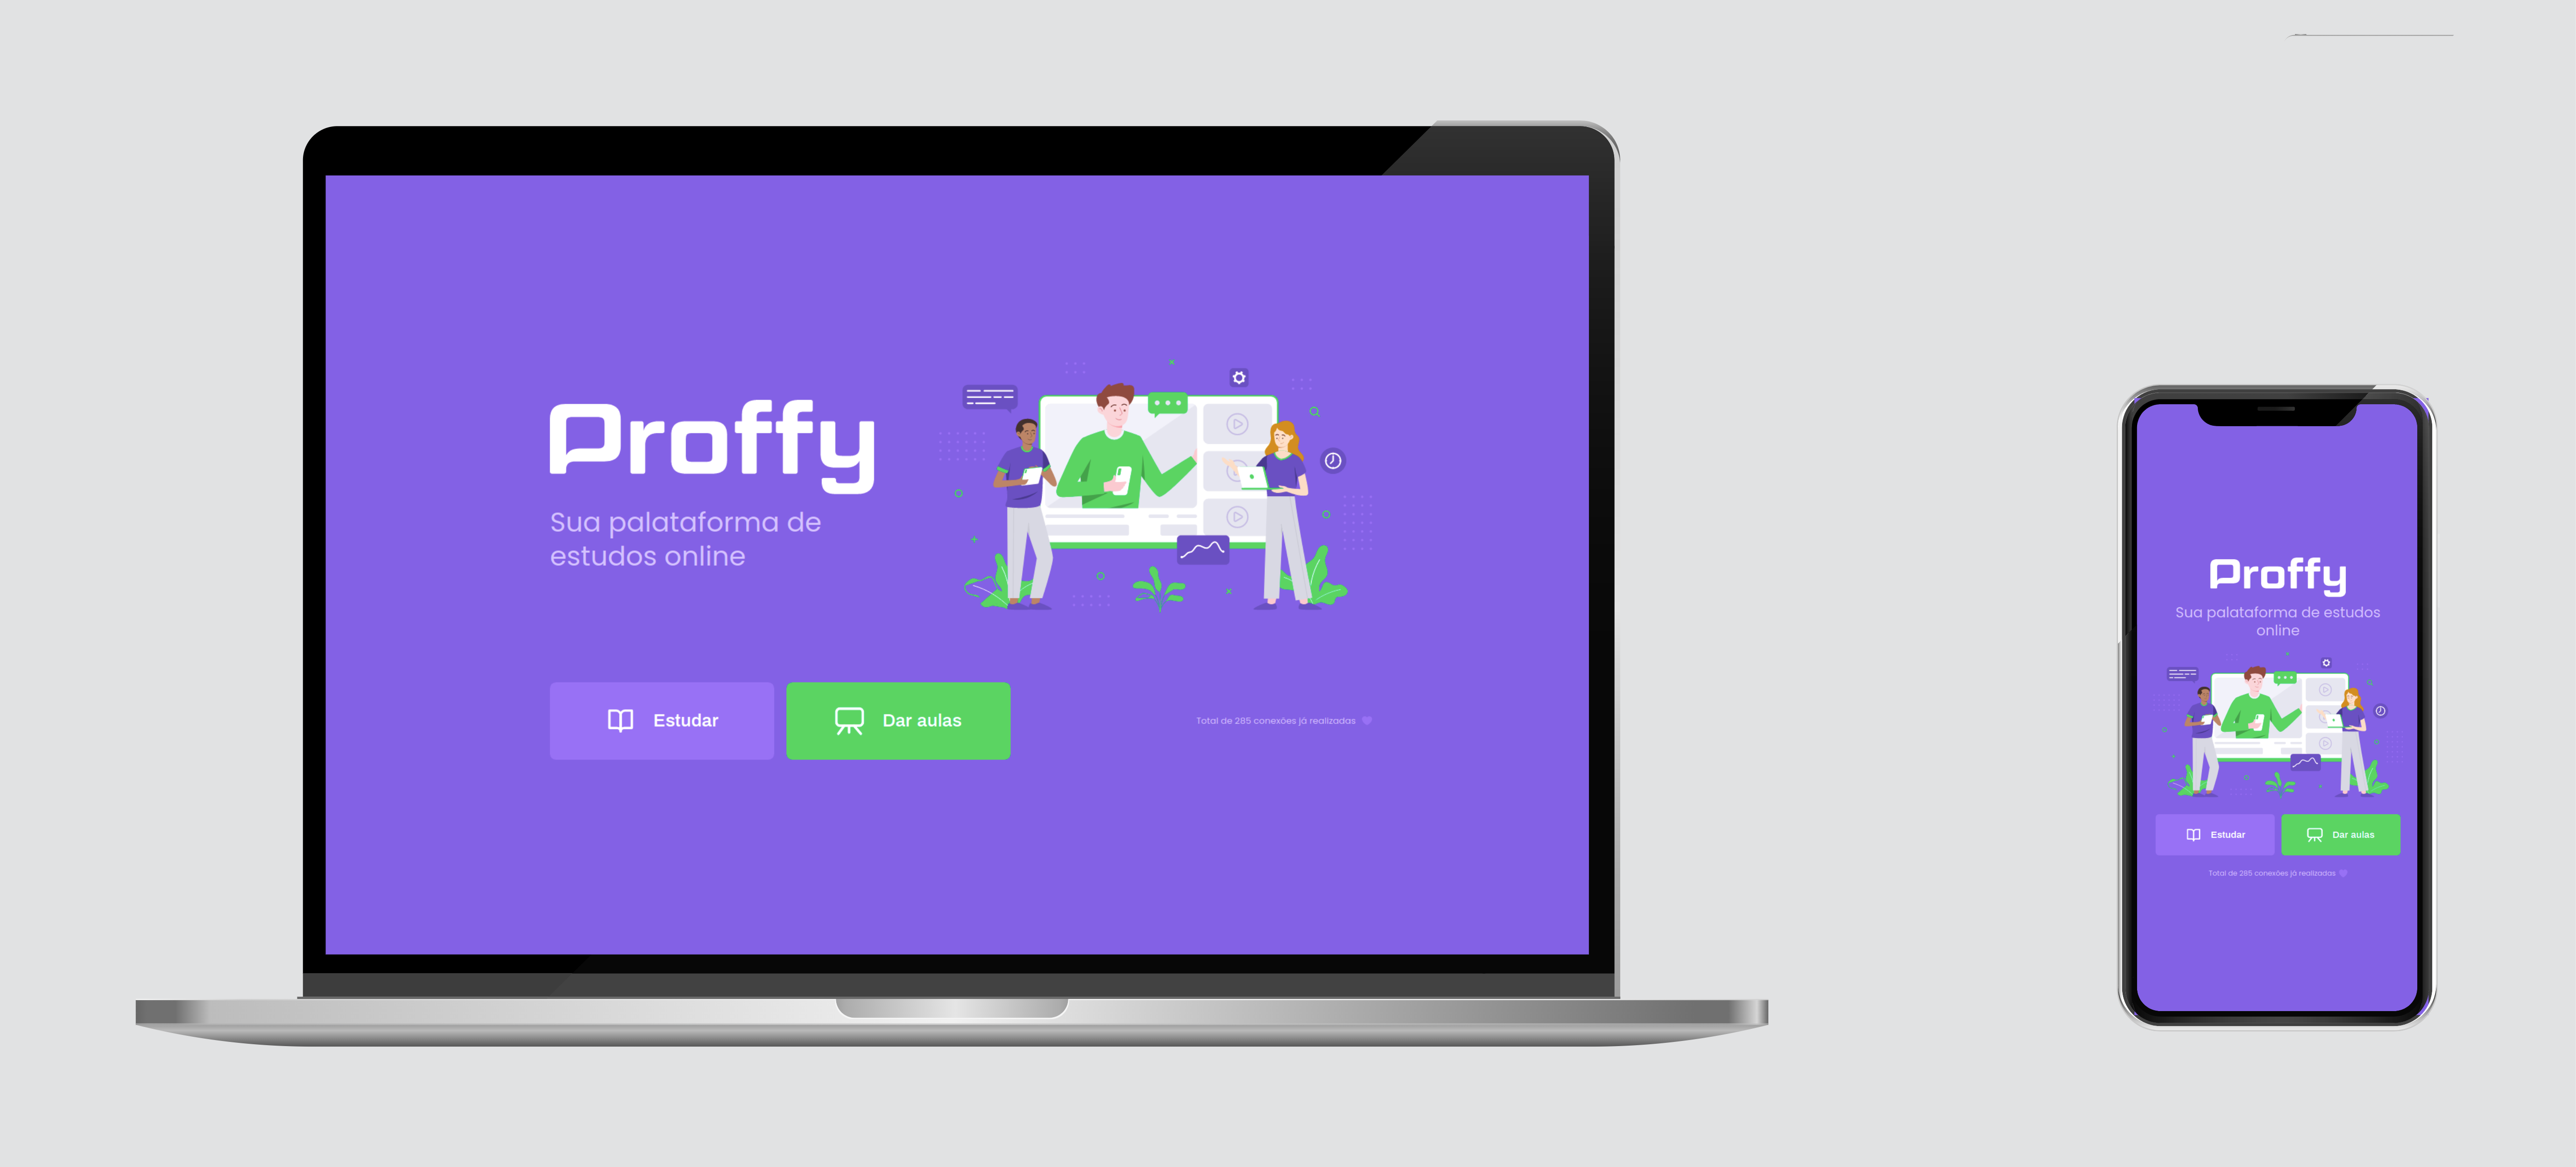 Proffy
Sua palataforma de
estudos online
Estudar
Dar aulas
Total de 285 conexões já realizadas
Proffy
Sua palataforma de estudos
online
Estudar
Dar aulas
Total de 285 conexões já realizadas